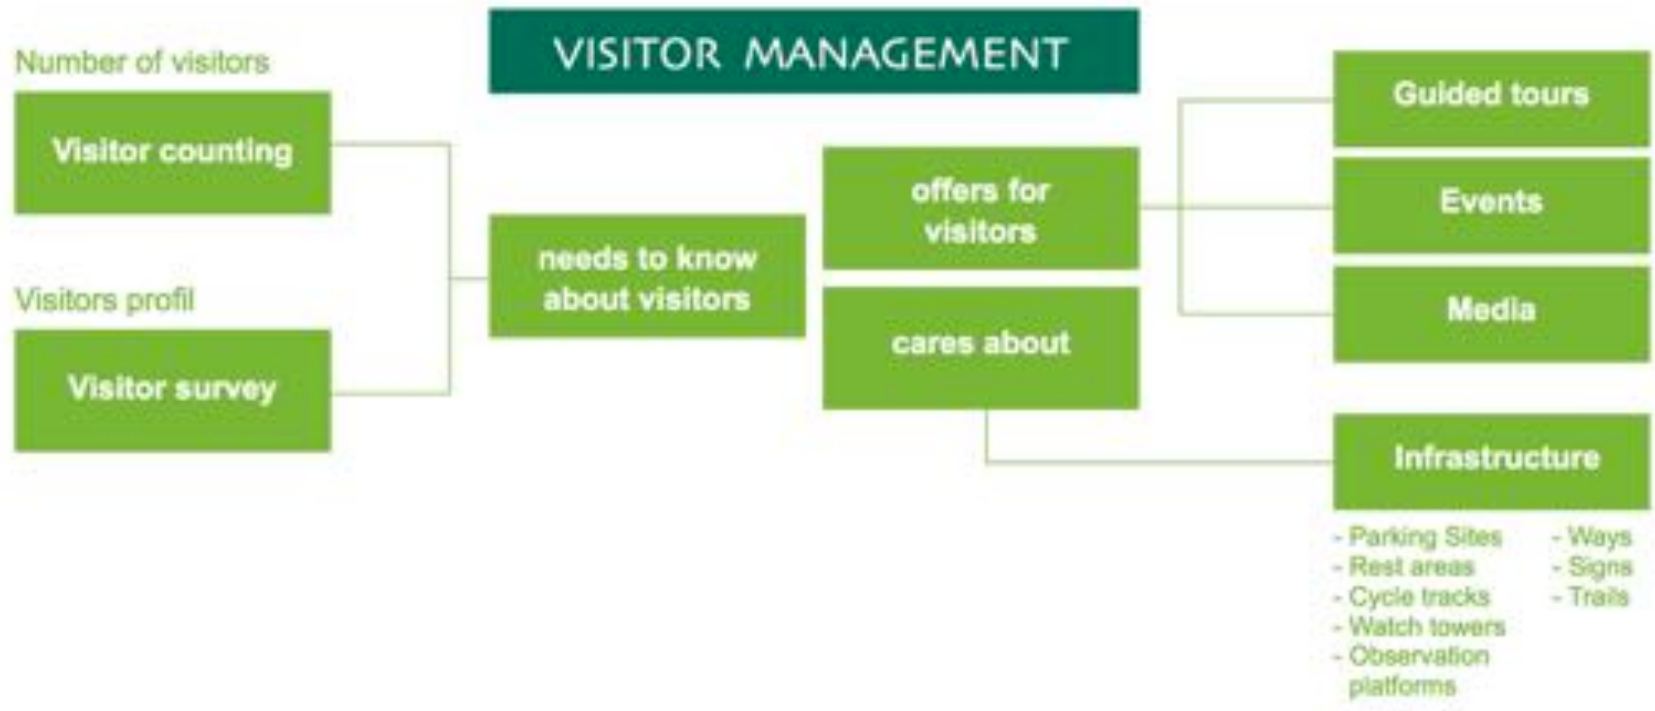 VISITOR MANAGEMENT
Number of visitors
Visitor counting
Visitors profil
Visitor survey
needs to know
about visitors
offers for
visitors
cares about
Guided tours
Events
Media
Infrastructure
- Parking Sites
- Rest areas
- Cycle tracks
- Watch towers
- Observation
platforms
- Ways
- Signs
- Trails